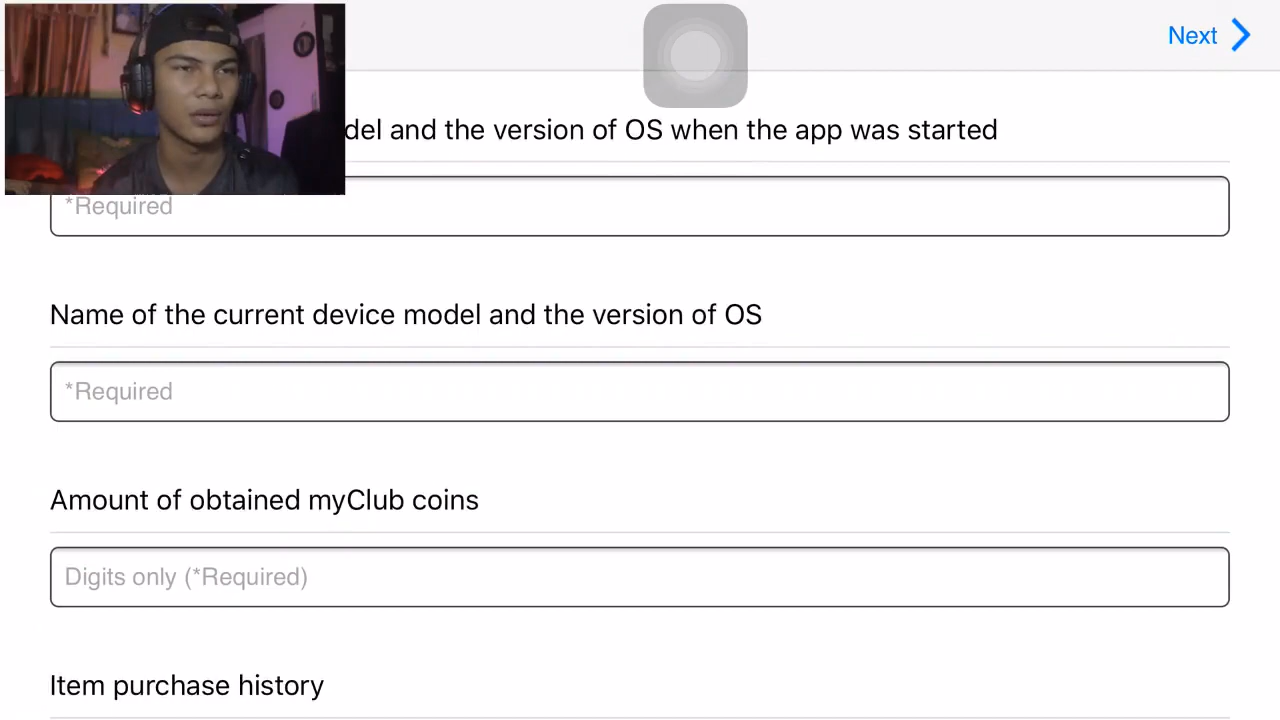 Next
del and the version of OS when the app was started
*Required
Name of the current device model and the version of OS
*Required
Amount of obtained myClub coins
Digits only (*Required)
Item purchase history